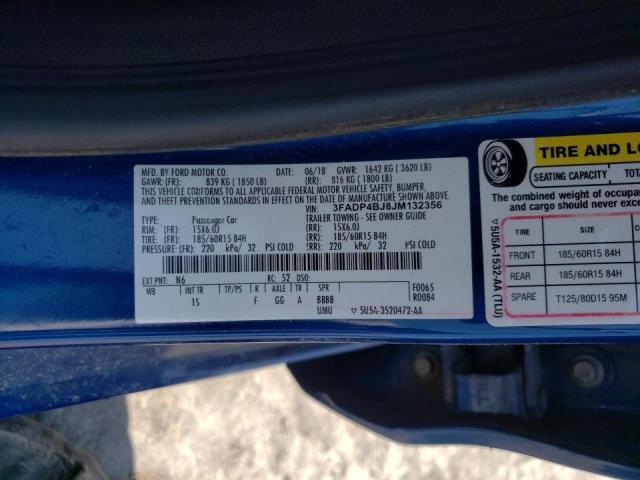 MFD. BY FORD MOTOR CO.
DATE: 06/18 GVWR: 1642 KG ( 3620 LB)
GAWR: (FR): 839 KG ( 1850 LB) (RR): 816 KG ( 1800 LB)
THIS VEHICLE CONFORMS TO ALL APPLICABLE FEDERAL MOTOR VEHICLE SAFETY, BUMPER,
AND THEFT PREVENTION STANDARDS IN EFFECT ON THE DATE OF MANUFACTURE SHOWN ABOVE.
VIN: 3FADP4BJ8JM132356
TYPE: Passenger Car TRAILER TOWING - SEE OWNER GUIDE
RIM: (FR): 15X6.0J (RR): 15X6.0J
TIRE: (FR): 185/60R15 84H (RR): 185/60R15 84H
PSI: (FR): 220 kPa/ 32 PSI COLD (RR): 220 kPa/ 32 PSI COLD
EXT PNT: N6 RC: 52 DSO: F0065
WB INT TR TP/PS R AXLE TR SPR R0084
IS F GG A BBBB
UMU ▽ 5U5A-3520472-AA
TIRE AND LO
SEATING CAPACITY TOTA
The combined weight of occupa
and cargo should never exce
TIRE SIZE
FRONT 185/60R15 84H
REAR 185/60R15 84H
SPARE T125/80D15 95M
▽5U5A-1532-AA (TLU)